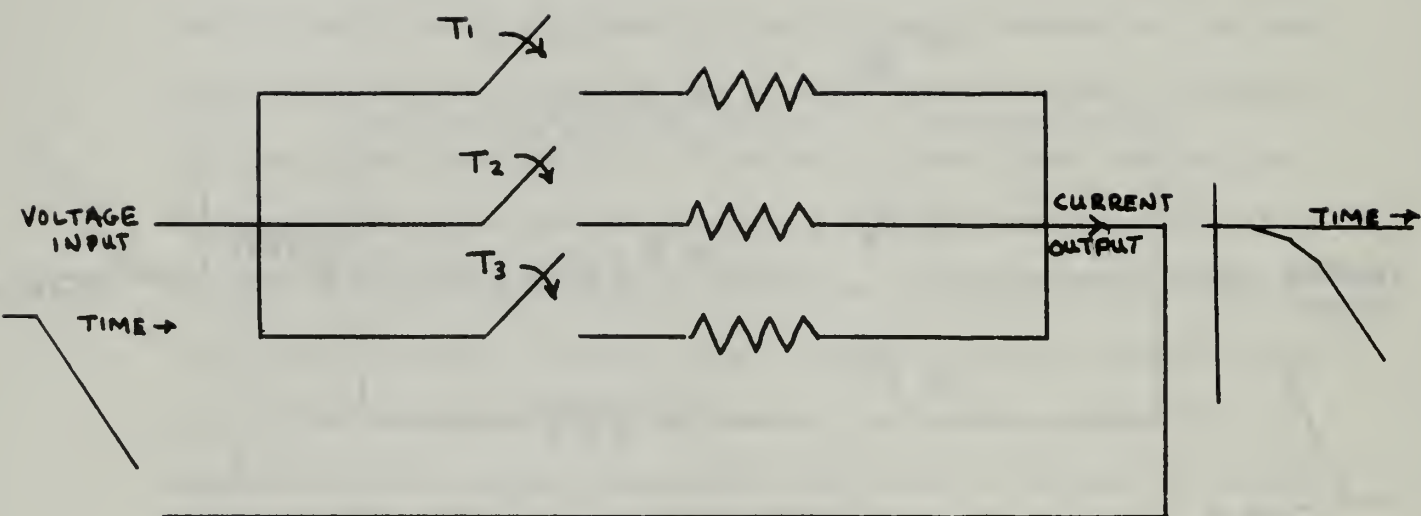 T1
T2
VOLTAGE
INPUT
T3
TIME →
CURRENT
OUTPUT
TIME →